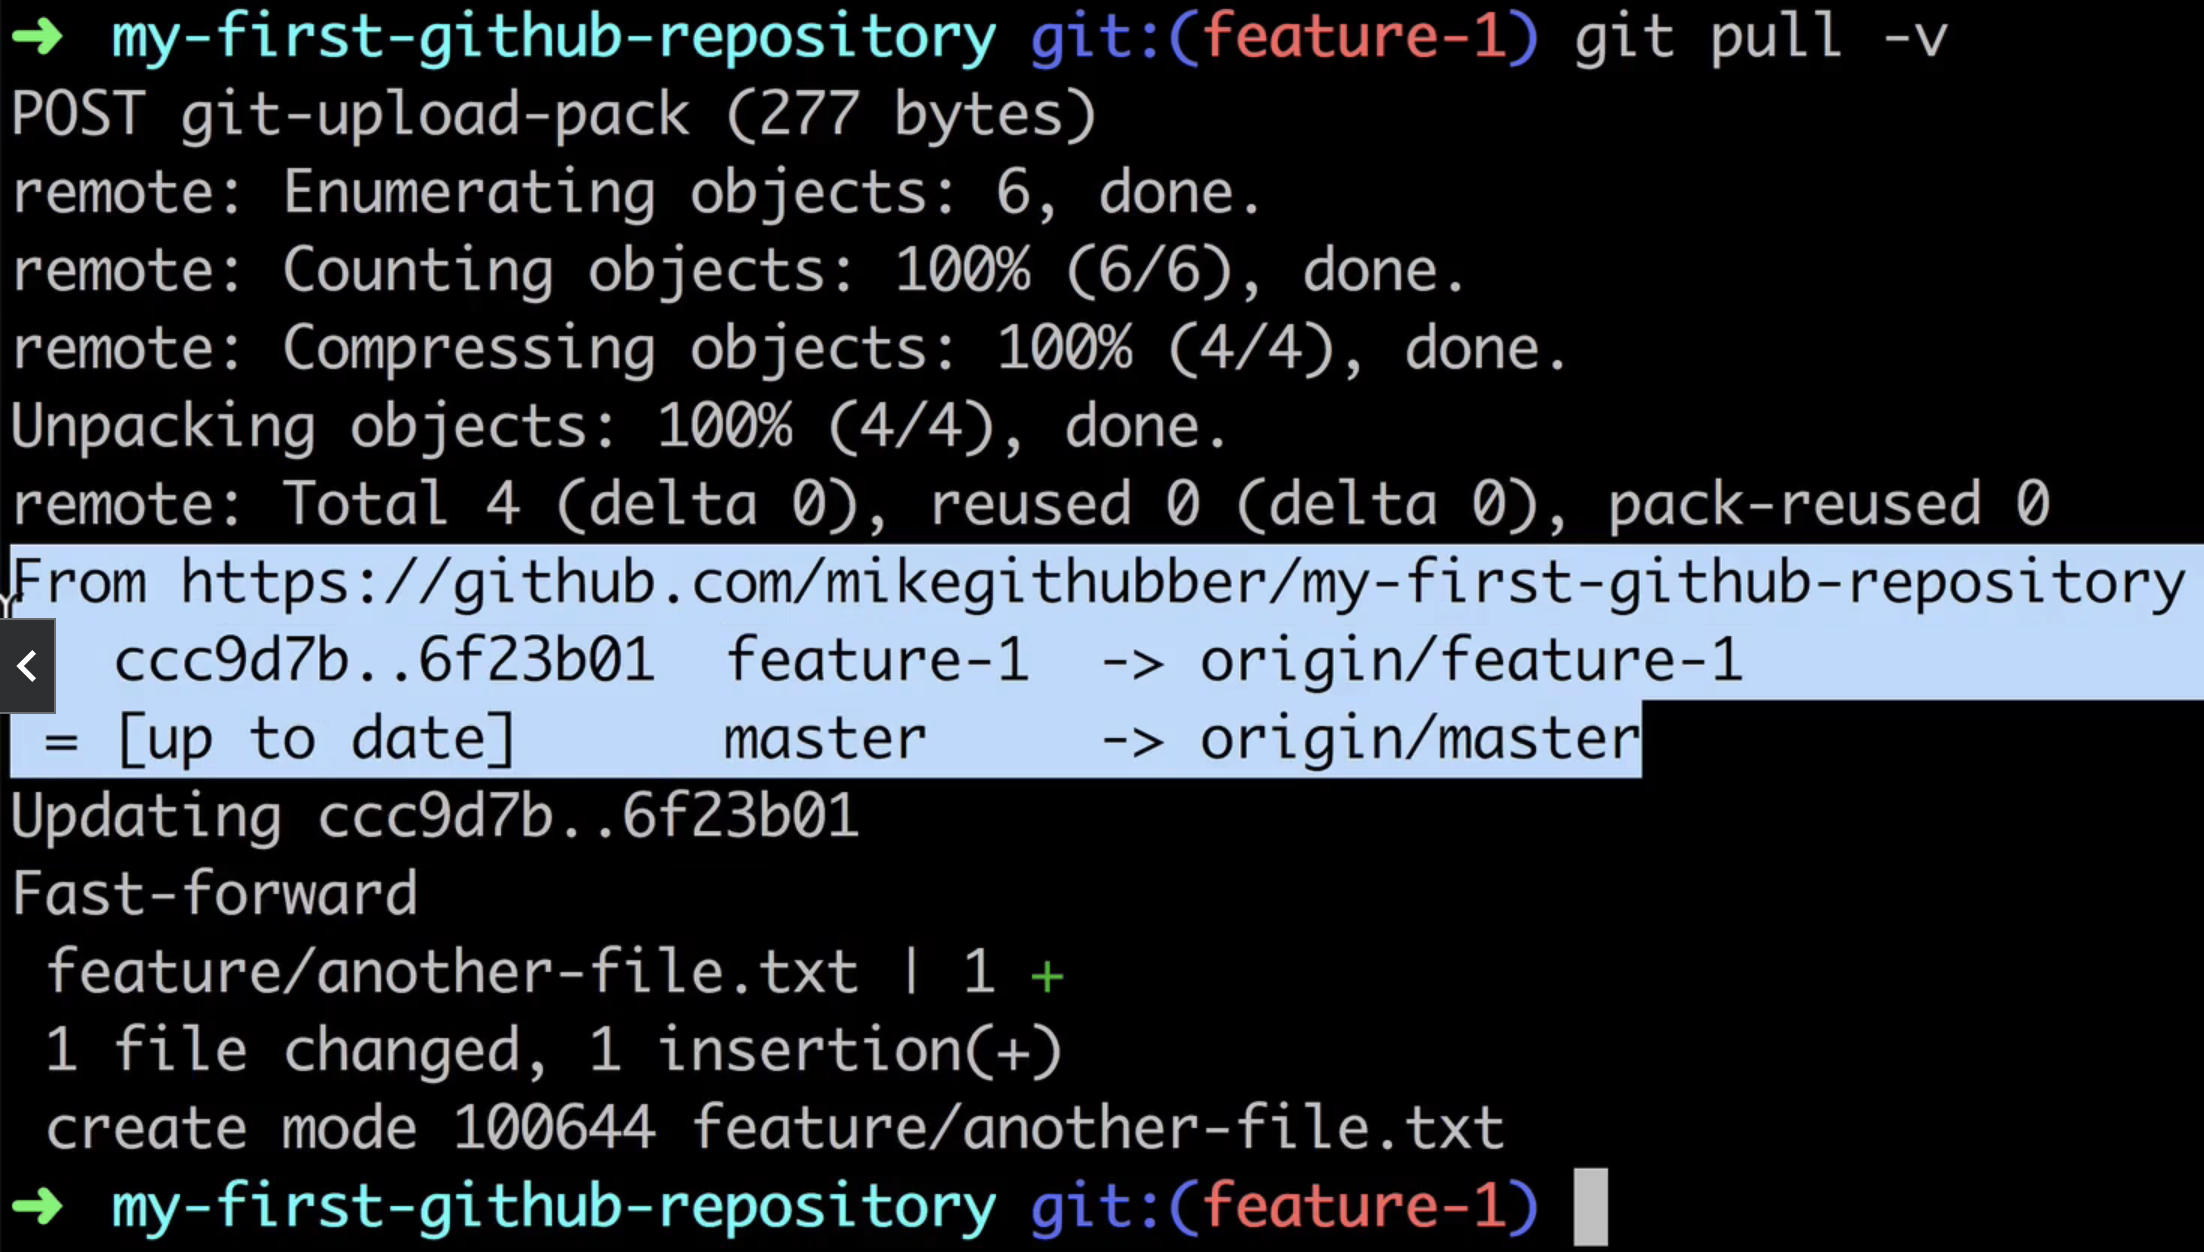 ➜  my-first-github-repository git:(feature-1) git pull -v
POST git-upload-pack (277 bytes)
remote: Enumerating objects: 6, done.
remote: Counting objects: 100% (6/6), done.
remote: Compressing objects: 100% (4/4), done.
Unpacking objects: 100% (4/4), done.
remote: Total 4 (delta 0), reused 0 (delta 0), pack-reused 0
From https://github.com/mikegithubber/my-first-github-repository
   ccc9d7b..6f23b01  feature-1  -> origin/feature-1
 = [up to date]      master     -> origin/master
Updating ccc9d7b..6f23b01
Fast-forward
 feature/another-file.txt | 1 +
 1 file changed, 1 insertion(+)
 create mode 100644 feature/another-file.txt
➜  my-first-github-repository git:(feature-1)